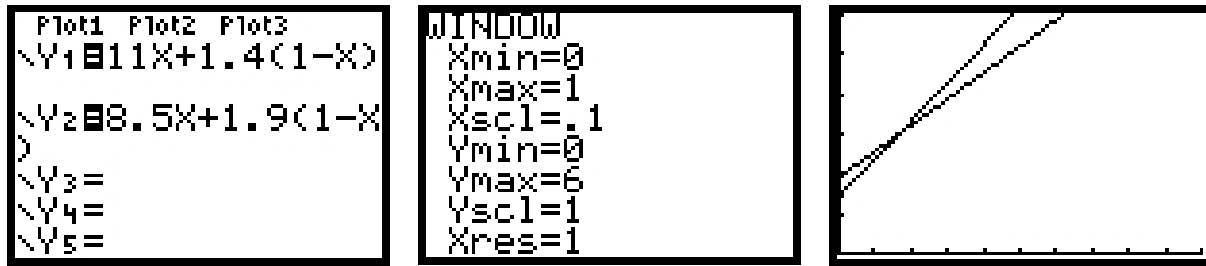 Plot1 Plot2 Plot3
\Y1=11X+1.4(1-X)
\Y2=8.5X+1.9(1-X
)
\Y3=
\Y4=
\Y5=
WINDOW
Xmin=0
Xmax=1
Xscl=.1
Ymin=0
Ymax=6
Yscl=1
Xres=1